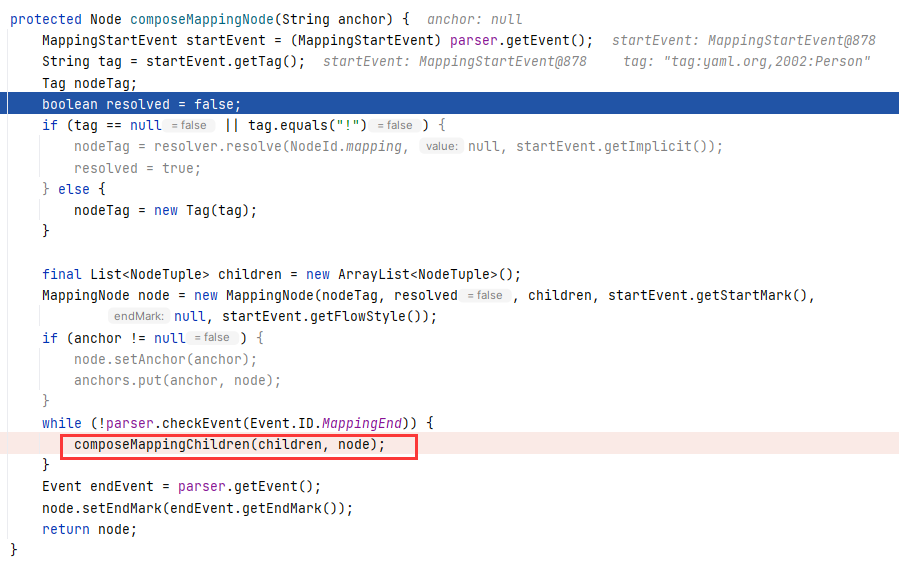 protected Node composeMappingNode(String anchor) {  anchor: null
    MappingStartEvent startEvent = (MappingStartEvent) parser.getEvent();  startEvent: MappingStartEvent@878
    String tag = startEvent.getTag();  startEvent: MappingStartEvent@878    tag: "tag:yaml.org,2002:Person"
    Tag nodeTag;
    boolean resolved = false;
    if (tag == null = false || tag.equals("!") = false ) {
        nodeTag = resolver.resolve(NodeId.mapping, value: null, startEvent.getImplicit());
        resolved = true;
    } else {
        nodeTag = new Tag(tag);
    }
    final List<NodeTuple> children = new ArrayList<NodeTuple>();
    MappingNode node = new MappingNode(nodeTag, resolved = false , children, startEvent.getStartMark(),
            endMark: null, startEvent.getFlowStyle());
    if (anchor != null = false ) {
        node.setAnchor(anchor);
        anchors.put(anchor, node);
    }
    while (!parser.checkEvent(Event.ID.MappingEnd)) {
        composeMappingChildren(children, node);
    }
    Event endEvent = parser.getEvent();
    node.setEndMark(endEvent.getEndMark());
    return node;
}